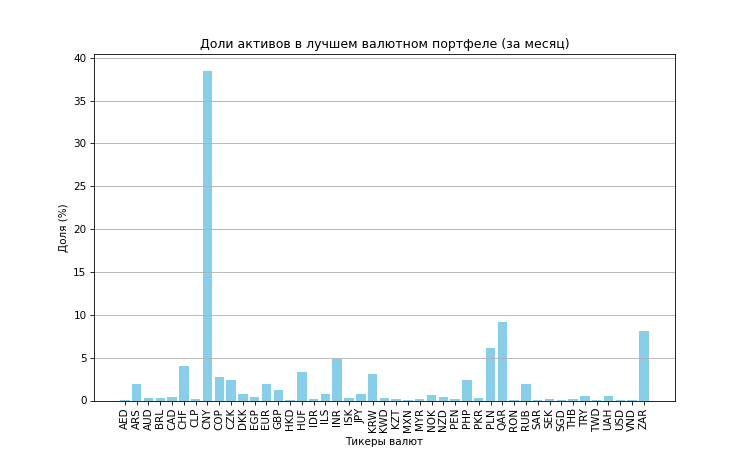 Доли активов в лучшем валютном портфеле (за месяц)
Доля (%)
40
35
30
25
20
15
10
5
0
AED ARS AUD BRL CAD CHF CLP CNY COP CZK DKK EGP EUR GBP HKD HUF IDR ILS INR ISK JPY KRW KWD KZT MXN MYR NOK NZD PEN PHP PKR PLN QAR RON RUB SAR SEK SGD THB TRY TWD UAH USD VND ZAR
Тикеры валют